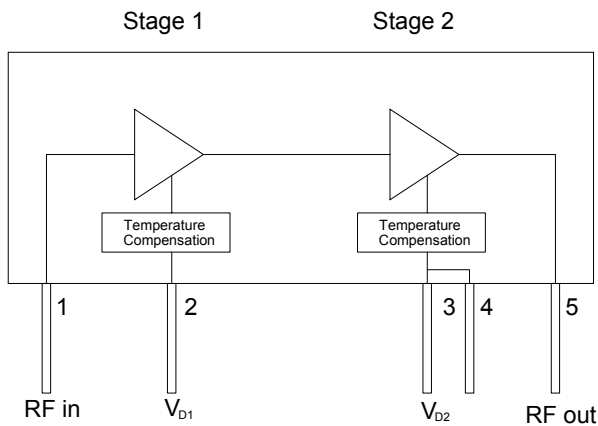 Stage 1
Stage 2
Temperature
Compensation
Temperature
Compensation
1
2
3
4
5
RF in
VD1
VD2
RF out